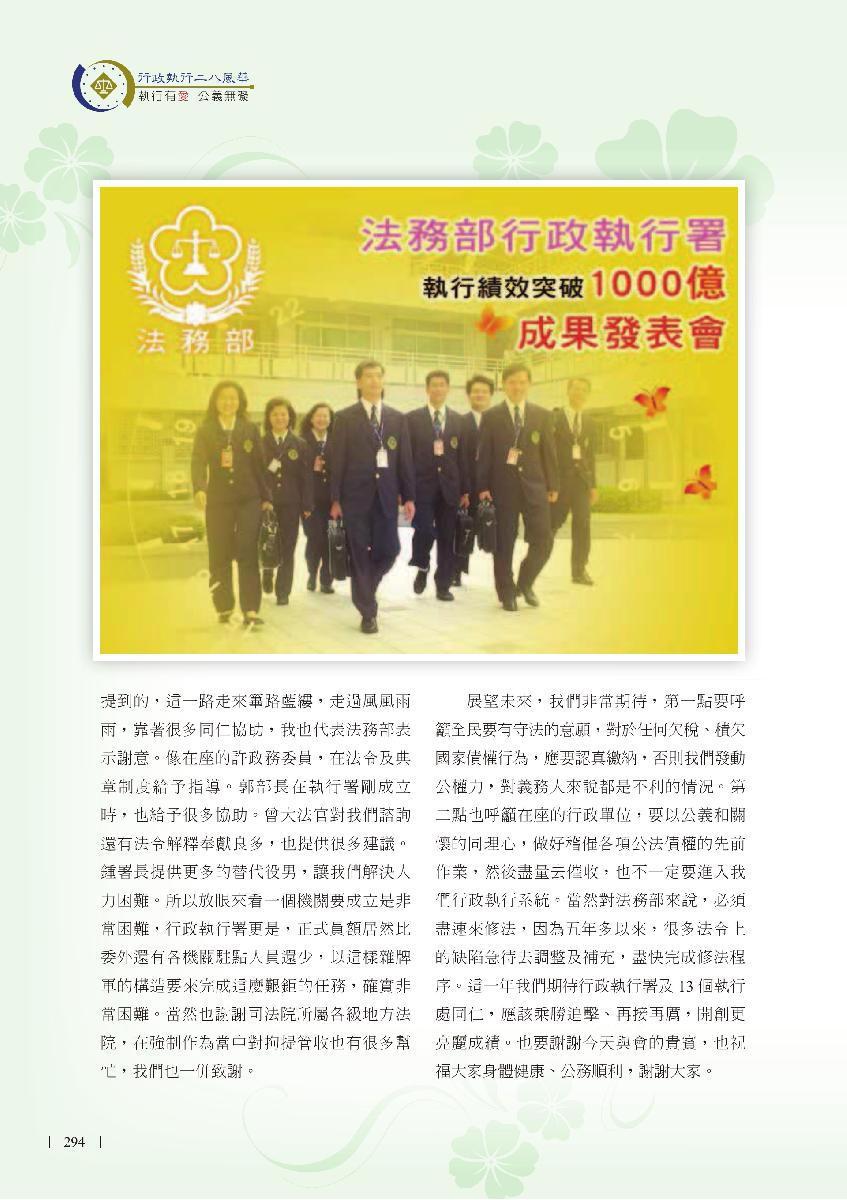 行政執行二八風華
執行有愛 公義無礙
法務部
法務部行政執行署
執行績效突破1000億
成果發表會
提到的，這一路走來篳路藍縷，走過風風雨
雨，靠著很多同仁協助，我也代表法務部表
示謝意。像在座的許政務委員，在法令及典
章制度給予指導。郭部長在執行署剛成立
時，也給予很多協助。曾大法官對我們諮詢
還有法令解釋奉獻良多，也提供很多建議。
鍾署長提供更多的替代役男，讓我們解決人
力困難。所以放眼來看一個機關要成立是非
常困難，行政執行署更是，正式員額居然比
委外還有各機關駐點人員還少，以這樣雜牌
軍的構造要來完成這麼艱鉅的任務，確實非
常困難。當然也謝謝司法院所屬各級地方法
院，在強制作為當中對拘提管收也有很多幫
忙，我們也一併致謝。
展望未來，我們非常期待，第一點要呼
籲全民要有守法的意願，對於任何欠稅、積欠
國家債權行為，應要認真繳納，否則我們發動
公權力，對義務人來說都是不利的情況。第
二點也呼籲在座的行政單位，要以公義和關
懷的同理心，做好稽催各項公法債權的先前
作業，然後盡量去催收，也不一定要進入我
們行政執行系統。當然對法務部來說，必須
盡速來修法，因為五年多以來，很多法令上
的缺陷急待去調整及補充，盡快完成修法程
序。這一年我們期待行政執行署及 13 個執行
處同仁，應該乘勝追擊、再接再厲，開創更
亮麗成績。也要謝謝今天與會的貴賓，也祝
福大家身體健康、公務順利，謝謝大家。
294